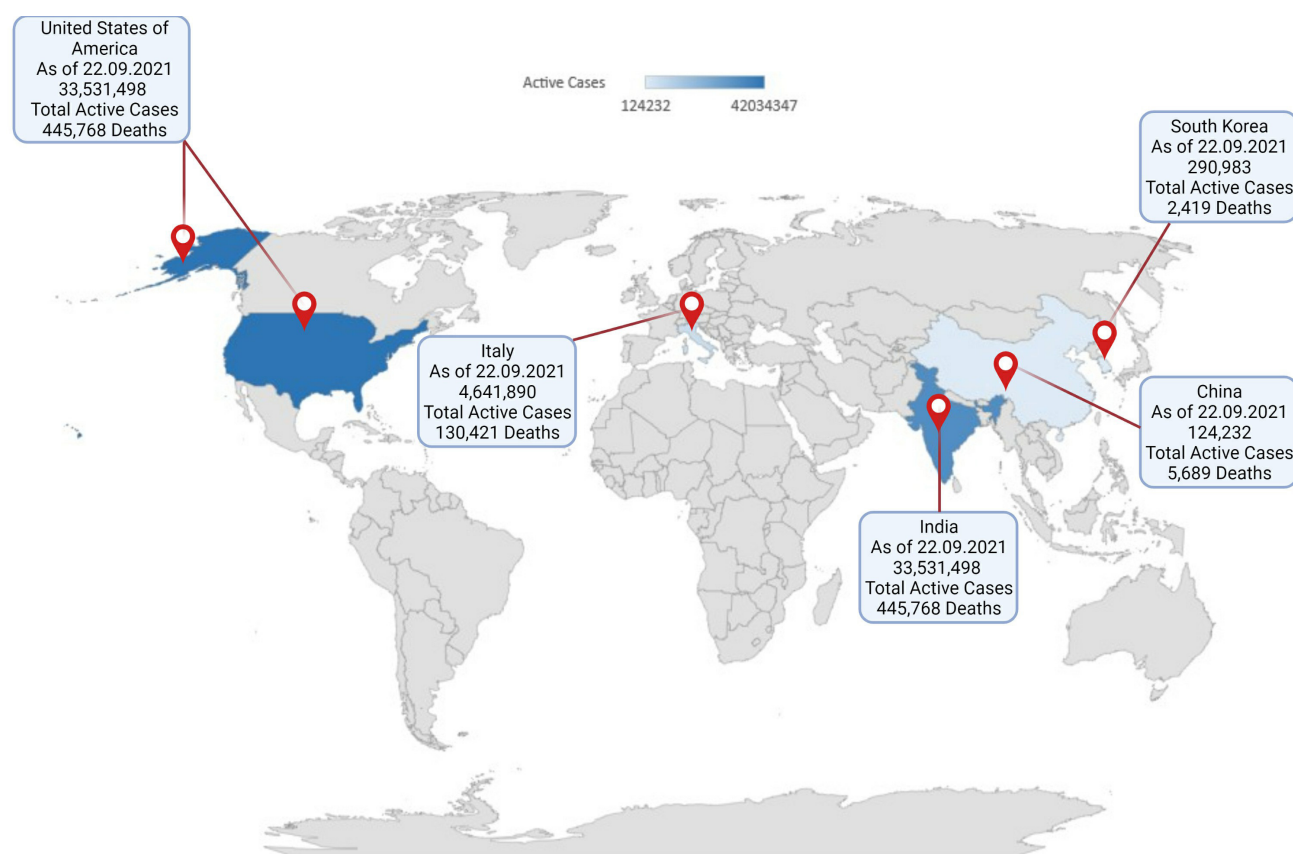 United States of
America
As of 22.09.2021
33,531,498
Total Active Cases
445,768 Deaths
Active Cases
124232
42034347
South Korea
As of 22.09.2021
290,983
Total Active Cases
2,419 Deaths
Italy
As of 22.09.2021
4,641,890
Total Active Cases
130,421 Deaths
China
As of 22.09.2021
124,232
Total Active Cases
5,689 Deaths
India
As of 22.09.2021
33,531,498
Total Active Cases
445,768 Deaths